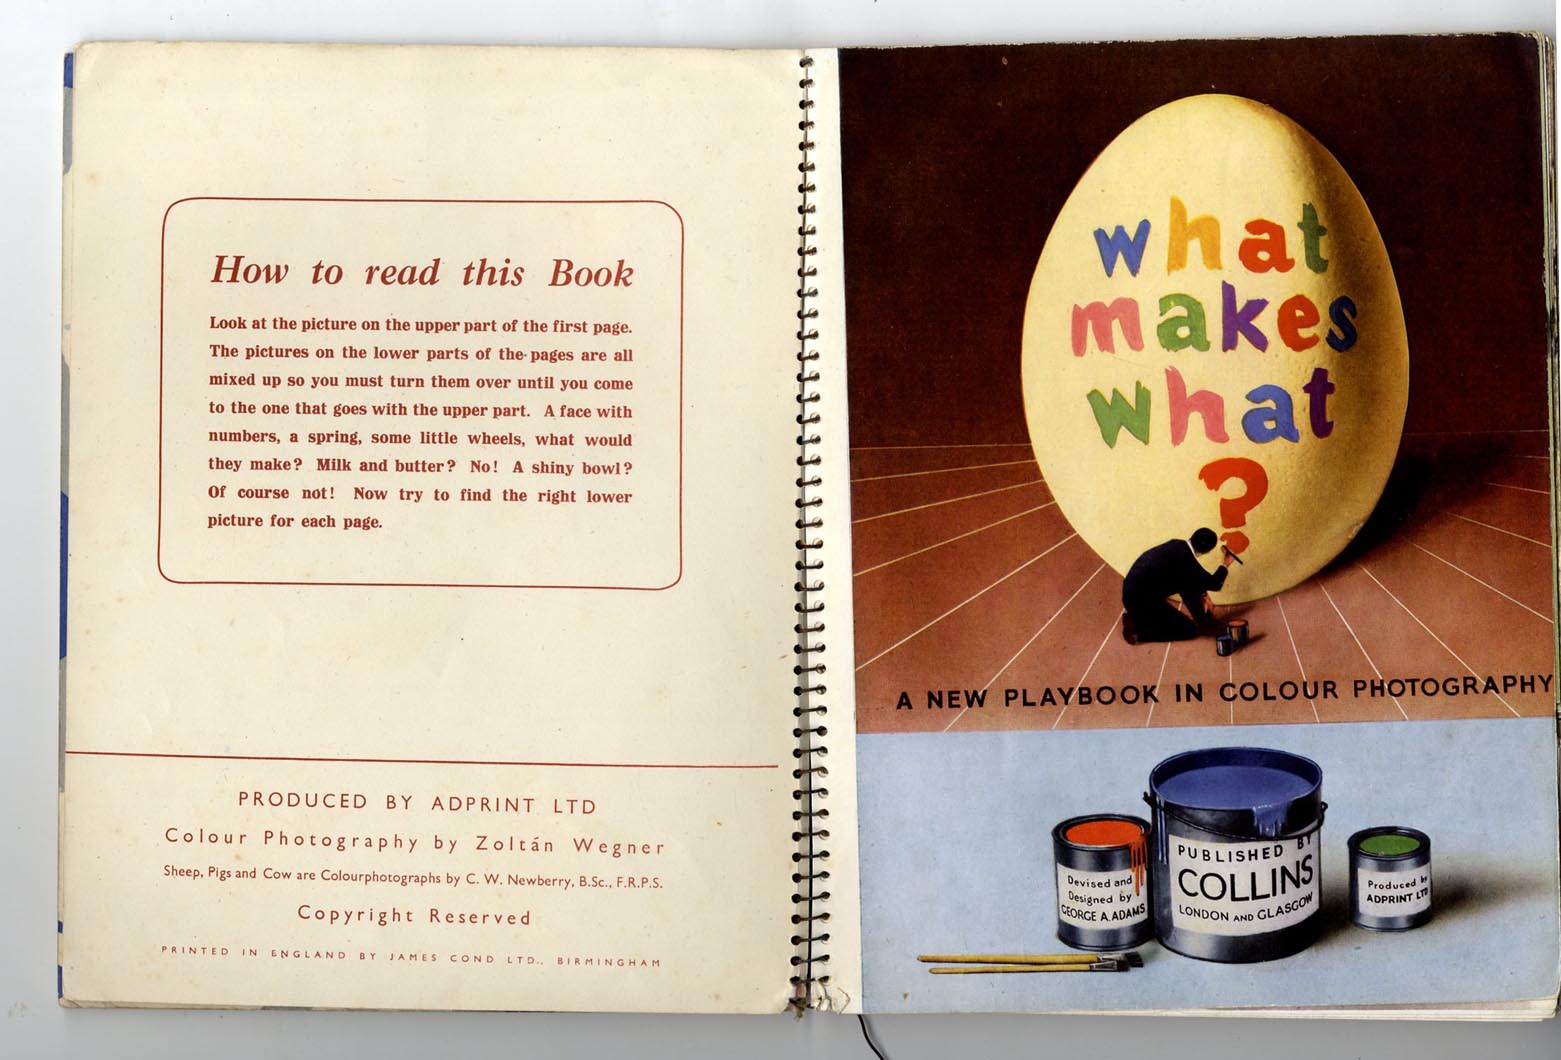 How to read this Book
Look at the picture on the upper part of the first page.
The pictures on the lower parts of the pages are all
mixed up so you must turn them over until you come
to the one that goes with the upper part. A face with
numbers, a spring, some little wheels, what would
they make? Milk and butter? No! A shiny bowl?
Of course not! Now try to find the right lower
picture for each page.
PRODUCED BY ADPRINT LTD
Colour Photography by Zoltán Wegner
Sheep, Pigs and Cow are Colourphotographs by C. W. Newberry, B.Sc., F.R.P.S.
Copyright Reserved
PRINTED IN ENGLAND BY JAMES COND LTD., BIRMINGHAM
what
makes
what
?
A NEW PLAYBOOK IN COLOUR PHOTOGRAPHY
Devised and
Designed by
GEORGE A. ADAMS
PUBLISHED BY
COLLINS
LONDON AND GLASGOW
Produced by
ADPRINT LTD